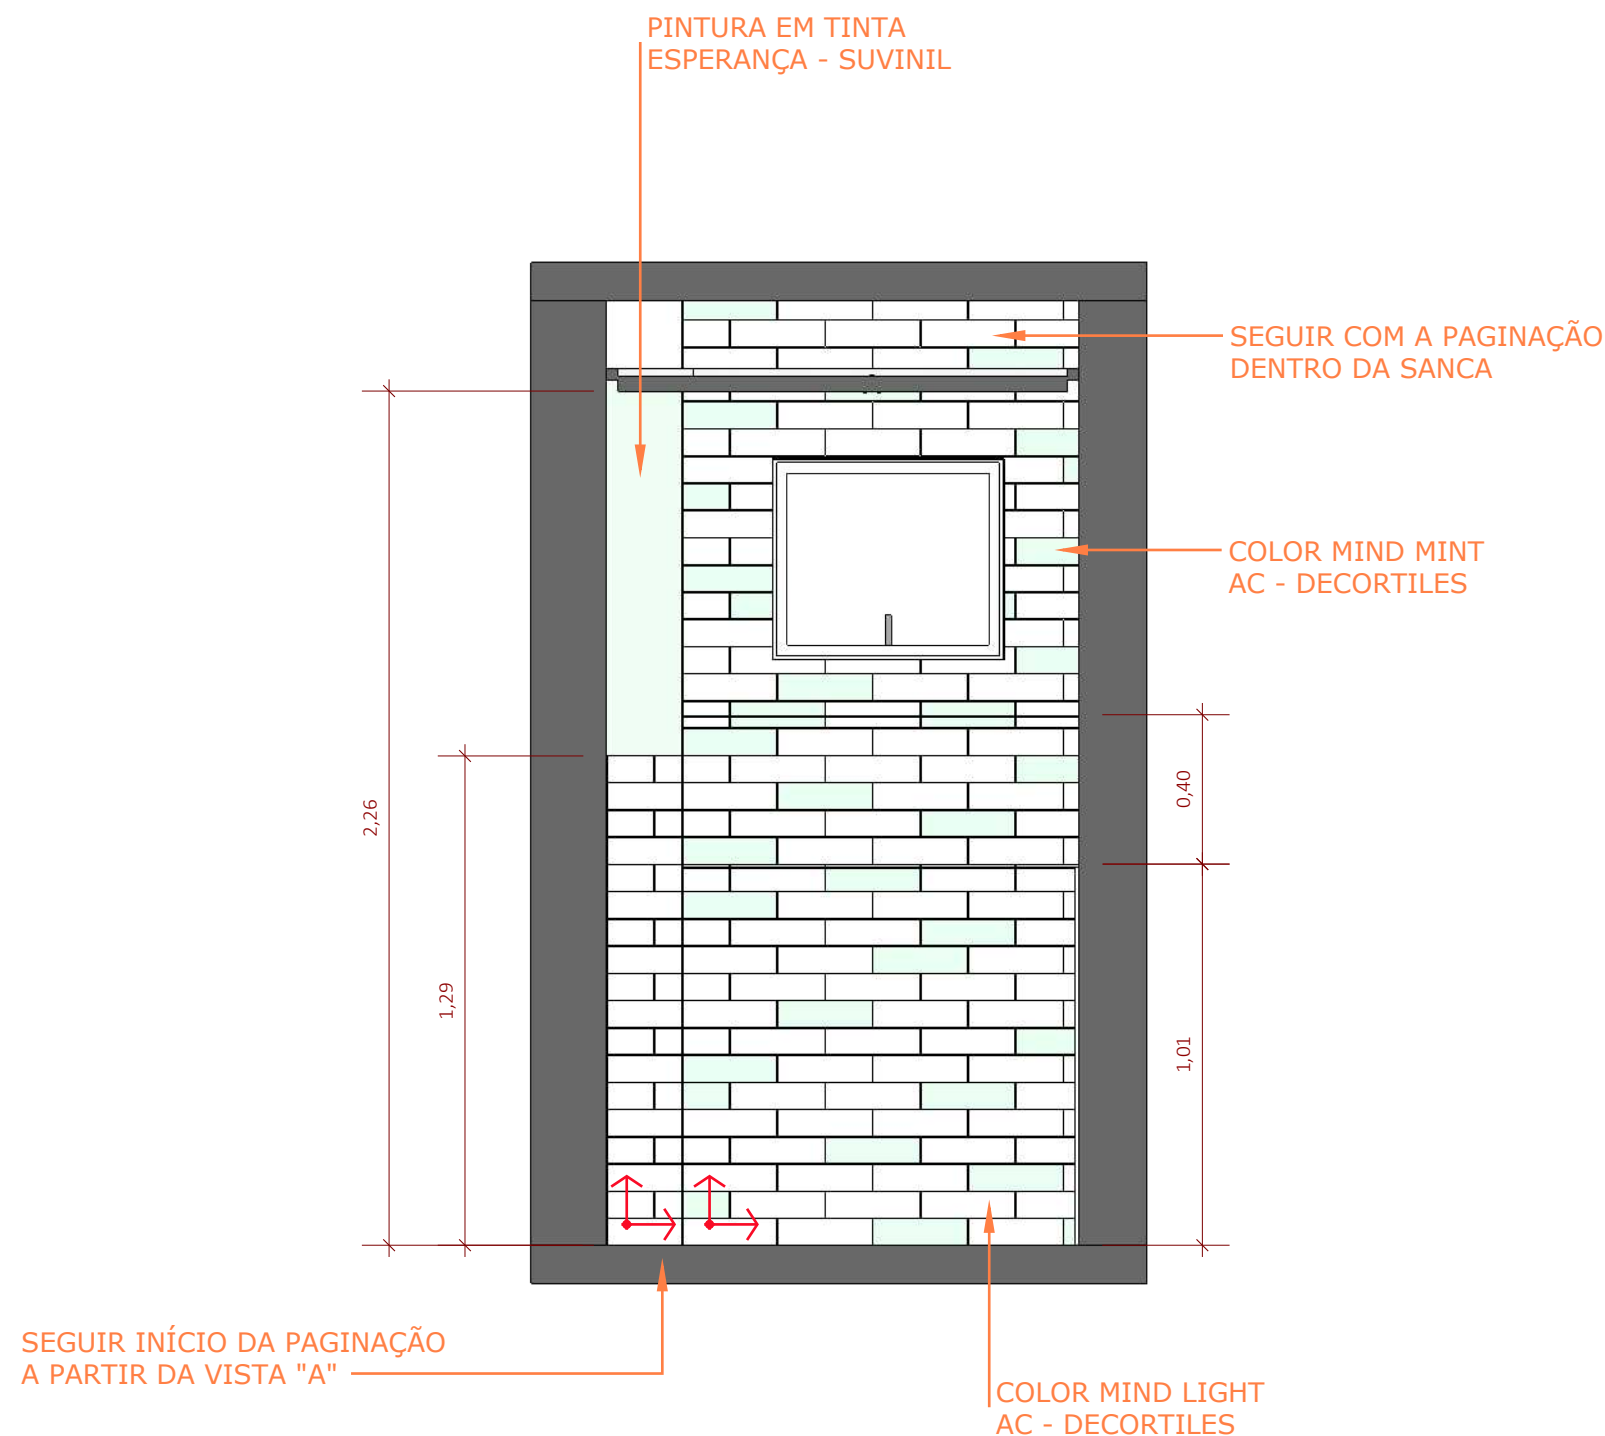 PINTURA EM TINTA
ESPERANÇA - SUVINIL
SEGUIR COM A PAGINAÇÃO
DENTRO DA SANCA
COLOR MIND MINT
AC - DECORTILES
2,26
0,40
1,29
1,01
SEGUIR INÍCIO DA PAGINAÇÃO
A PARTIR DA VISTA "A"
COLOR MIND LIGHT
AC - DECORTILES